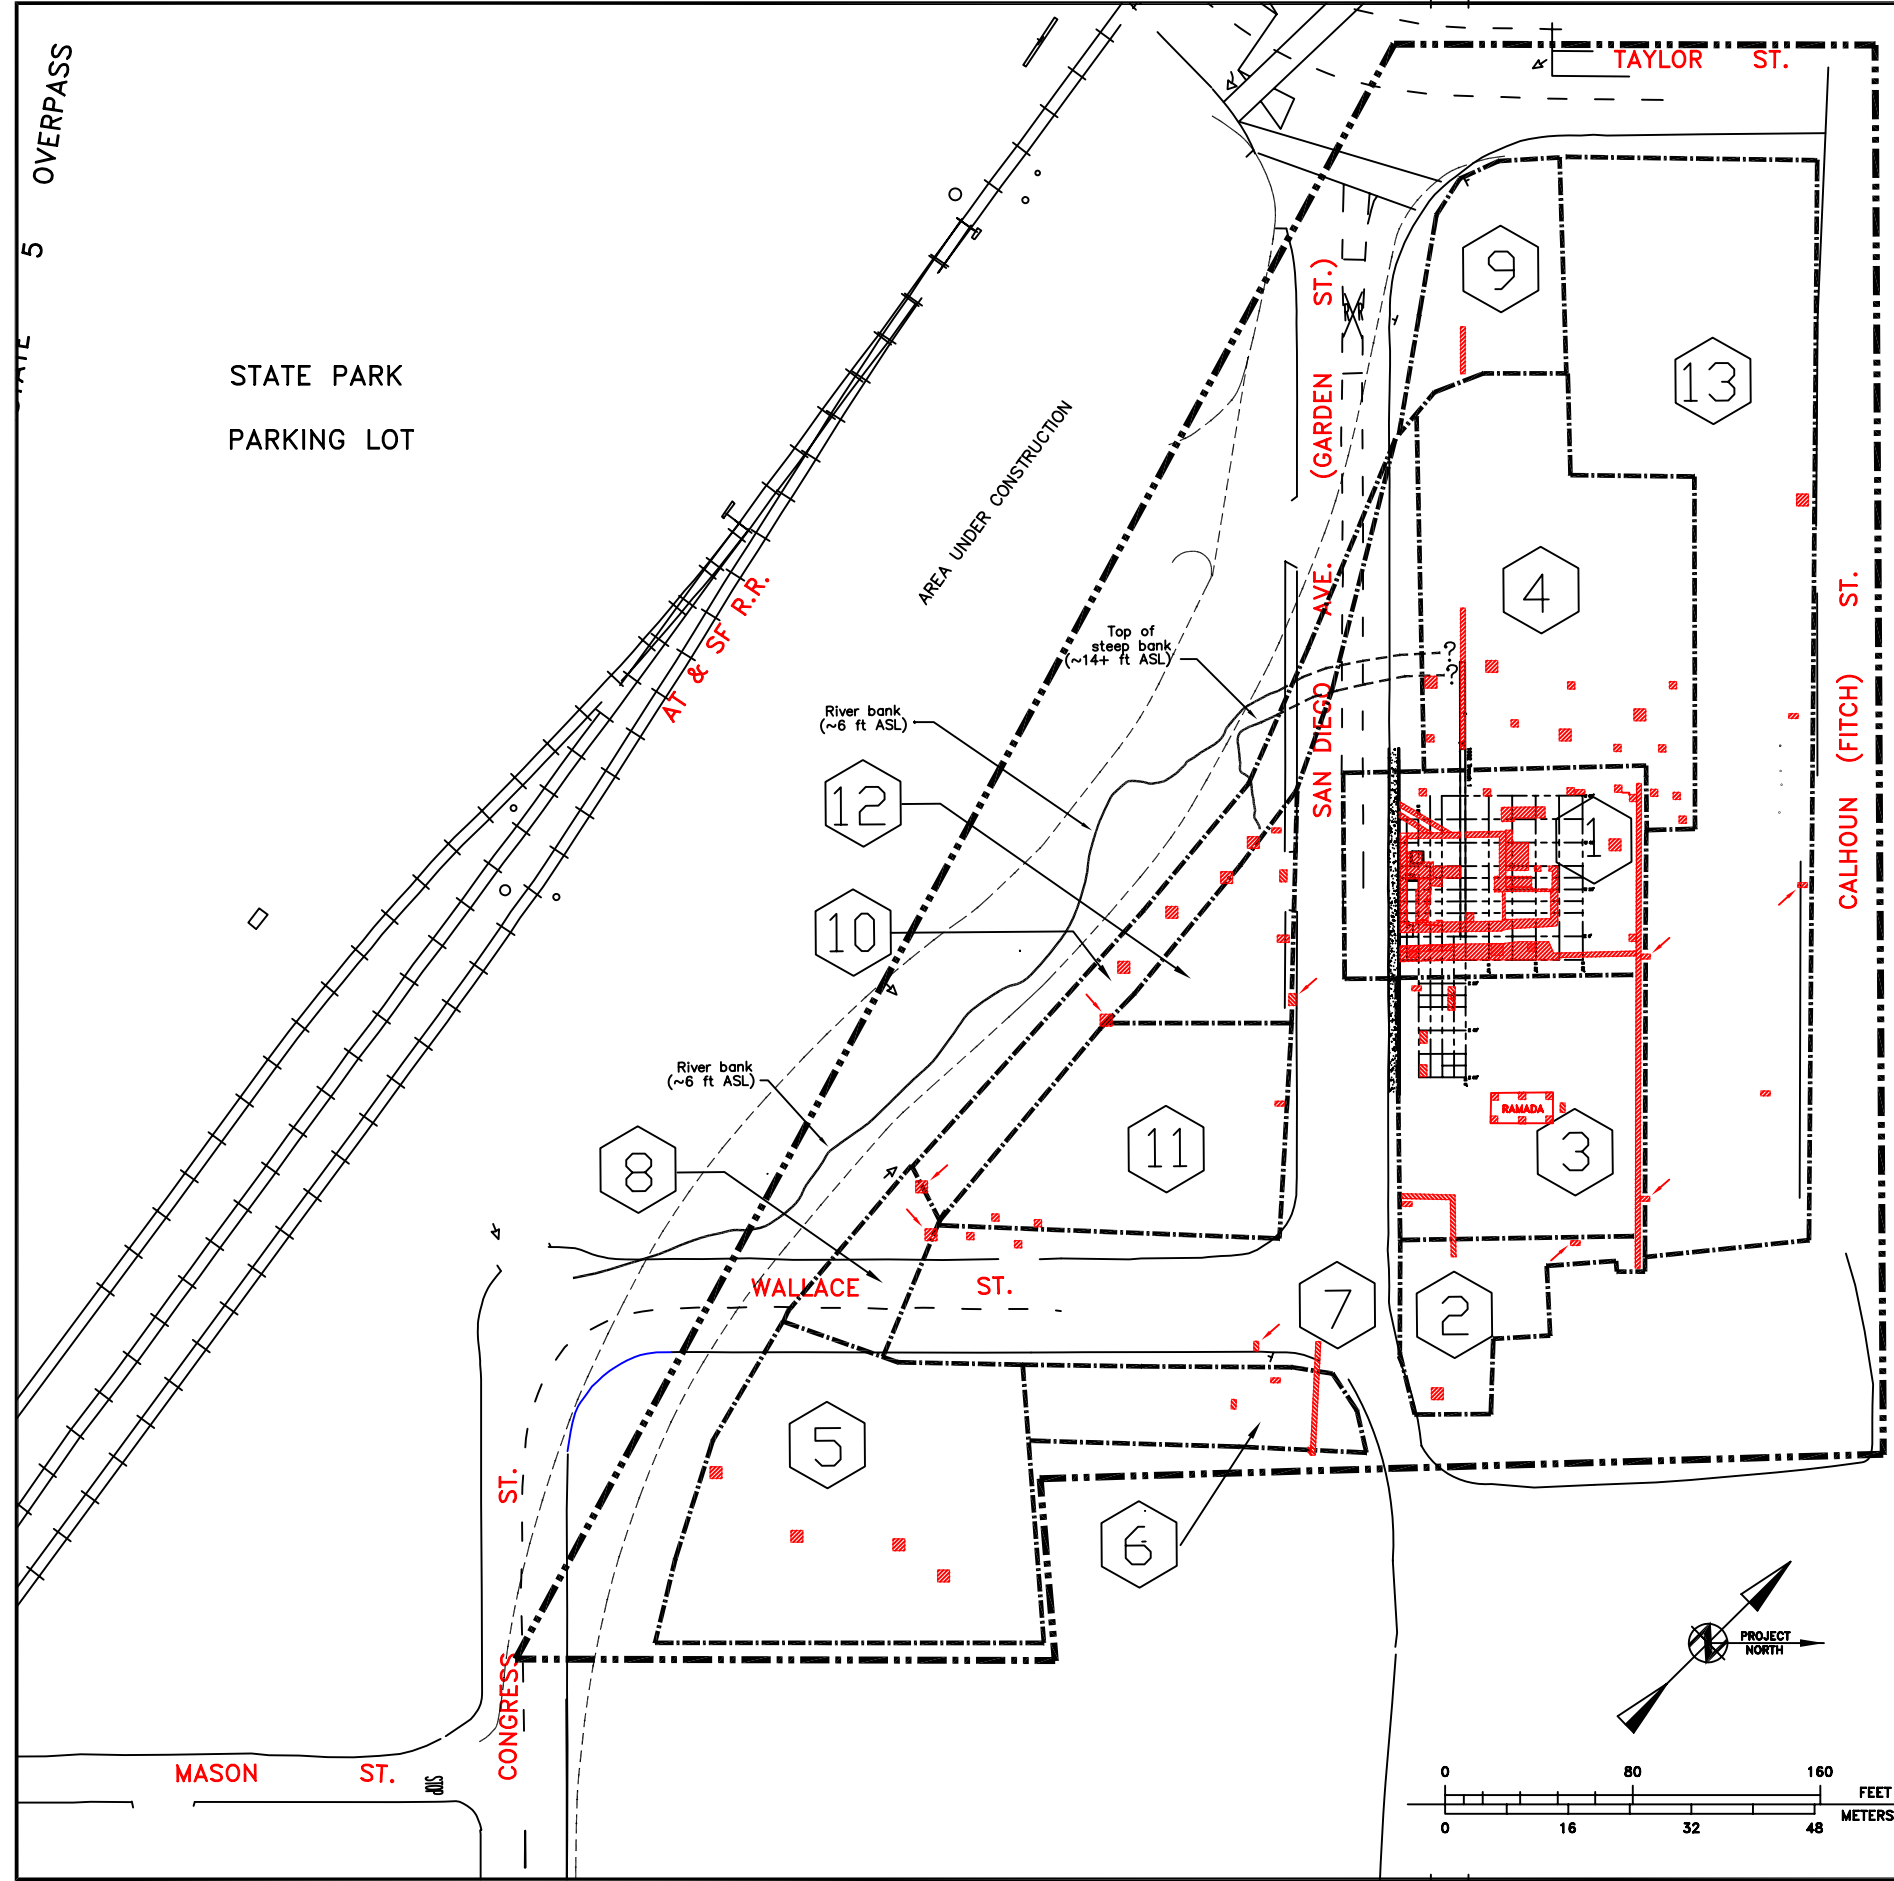 TAYLOR ST.
OVERPASS
5
STATE PARK
PARKING LOT
AREA UNDER CONSTRUCTION
AT & SF R.R.
SAN DIEGO AVE. (GARDEN ST.)
CALHOUN (FITCH) ST.
9
13
4
Top of
steep bank
(~14+ ft ASL)
?
?
River bank
(~6 ft ASL)
12
1
10
River bank
(~6 ft ASL)
RAMADA
11
3
8
WALLACE ST.
7
2
5
6
CONGRESS ST.
PROJECT
NORTH
MASON ST.
STOP
0 80 160
FEET
METERS
0 16 32 48